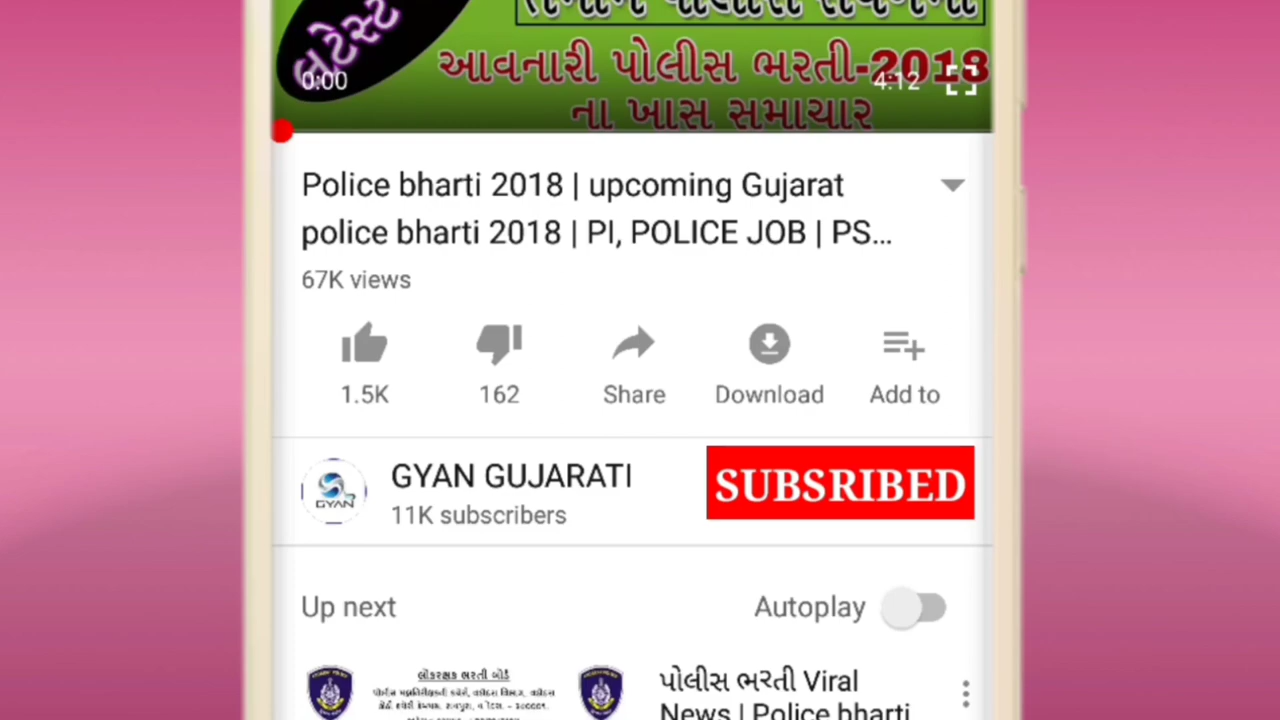 લેટેસ્ટ
આવનારી પોલીસ ભરતી-2018
0:00
4:12
ના ખાસ સમાચાર
Police bharti 2018 | upcoming Gujarat
police bharti 2018 | PI, POLICE JOB | PS...
67K views
1.5K
162
Share
Download
Add to
GYAN
GYAN GUJARATI
11K subscribers
SUBSRIBED
Up next
Autoplay
લોકરક્ષક ભરતી બોર્ડ
પોલીસ ભરતી Viral
News | Police bharti